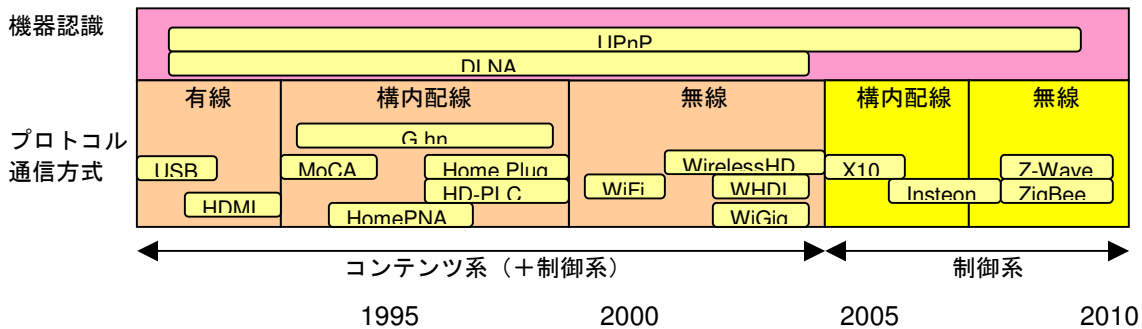 機器認識
UPnP
DLNA
有線
構内配線
無線
構内配線
無線
プロトコル
通信方式
G.hn
USB
MoCA
Home Plug
WirelessHD
X10
Z-Wave
HDMI
HD-PLC
WiFi
WHDI
Insteon
ZigBee
HomePNA
WiGig
コンテンツ系(+制御系)
制御系
1995
2000
2005
2010